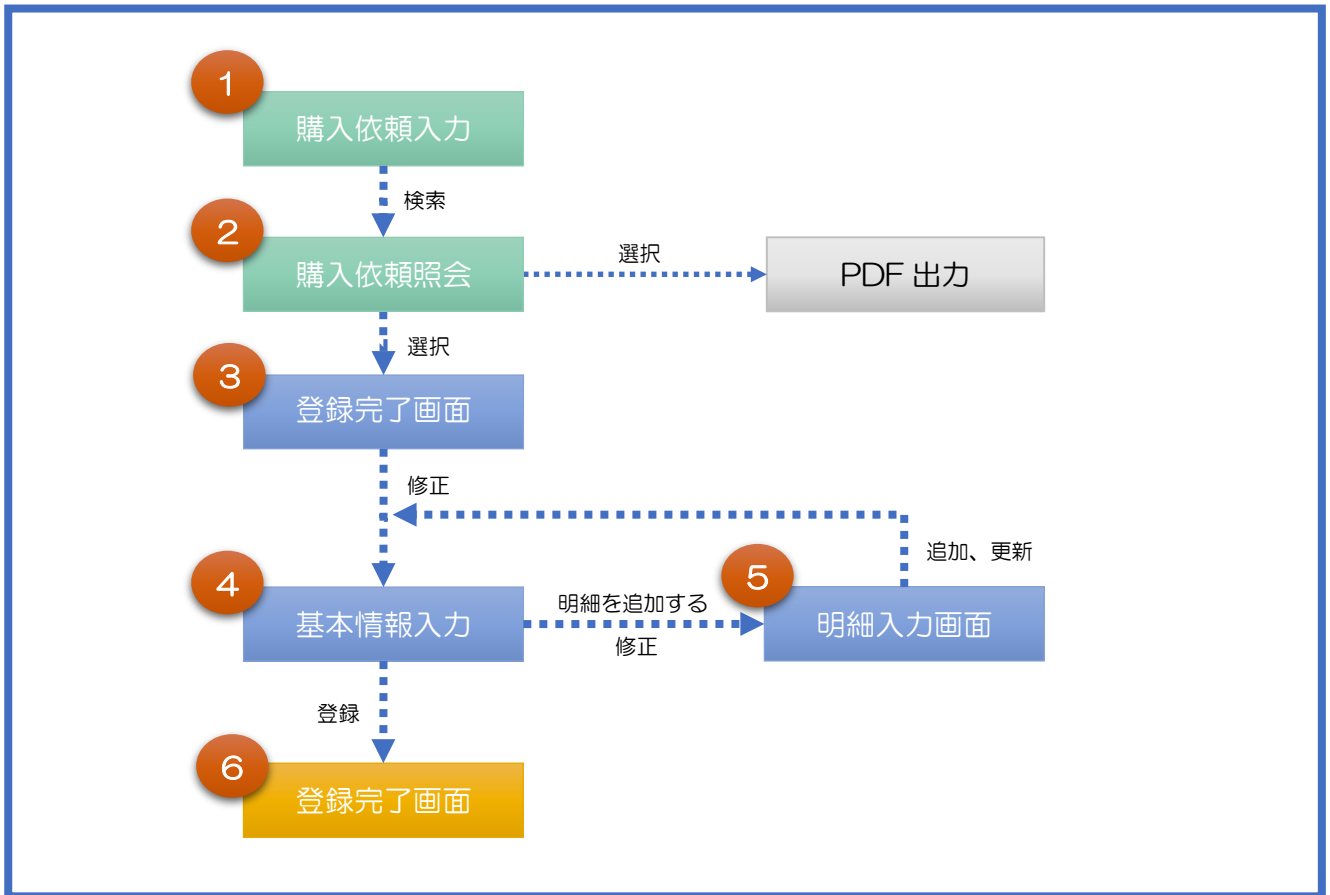 1
購入依頼入力
検索
2
購入依頼照会
選択
PDF 出力
選択
3
登録完了画面
修正
追加、更新
4
基本情報入力
明細を追加する
修正
5
明細入力画面
登録
6
登録完了画面